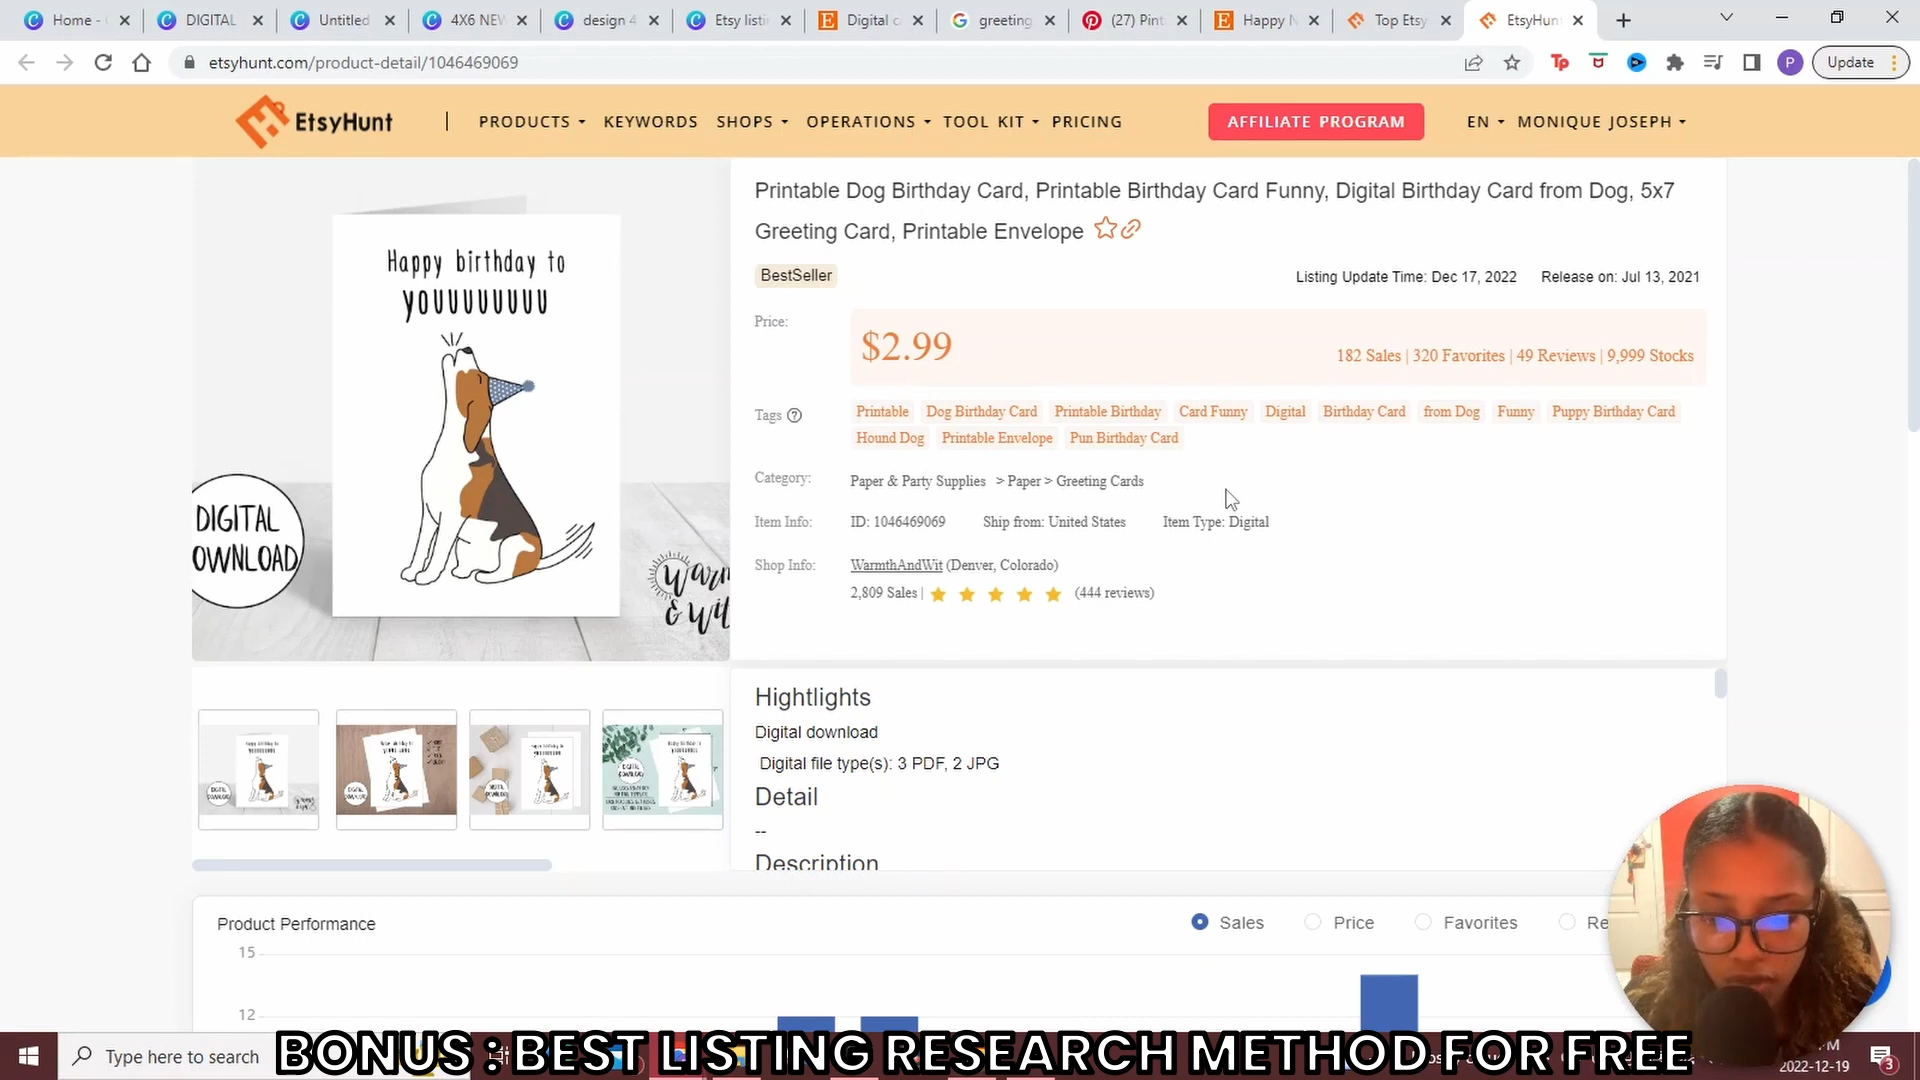 Home -
DIGITAL
Untitled
4X6 NEW
design 4
Etsy listi
Digital c
greeting
(27) Pint
Happy N
Top Etsy
EtsyHun
etsyhunt.com/product-detail/1046469069
Tp
P
Update
EtsyHunt
PRODUCTS
KEYWORDS
SHOPS
OPERATIONS
TOOL KIT
PRICING
AFFILIATE PROGRAM
EN
MONIQUE JOSEPH
Happy birthday to
YOUUUUUUUU
DIGITAL
DOWNLOAD
Printable Dog Birthday Card, Printable Birthday Card Funny, Digital Birthday Card from Dog, 5x7
Greeting Card, Printable Envelope
BestSeller
Listing Update Time: Dec 17, 2022 Release on: Jul 13, 2021
Price:
$2.99
182 Sales | 320 Favorites | 49 Reviews | 9,999 Stocks
Tags
Printable Dog Birthday Card Printable Birthday Card Funny Digital Birthday Card from Dog Funny Puppy Birthday Card
Hound Dog Printable Envelope Pun Birthday Card
Category:
Paper & Party Supplies > Paper > Greeting Cards
Item Info:
ID: 1046469069 Ship from: United States Item Type: Digital
Shop Info:
WarmthAndWit (Denver, Colorado)
2,809 Sales | (444 reviews)
Hightlights
Digital download
Digital file type(s): 3 PDF, 2 JPG
Detail
--
Description
Product Performance
Sales
Price
Favorites
Re
15
12
Type here to search
BONUS : BEST LISTING RESEARCH METHOD FOR FREE
2022-12-19
3